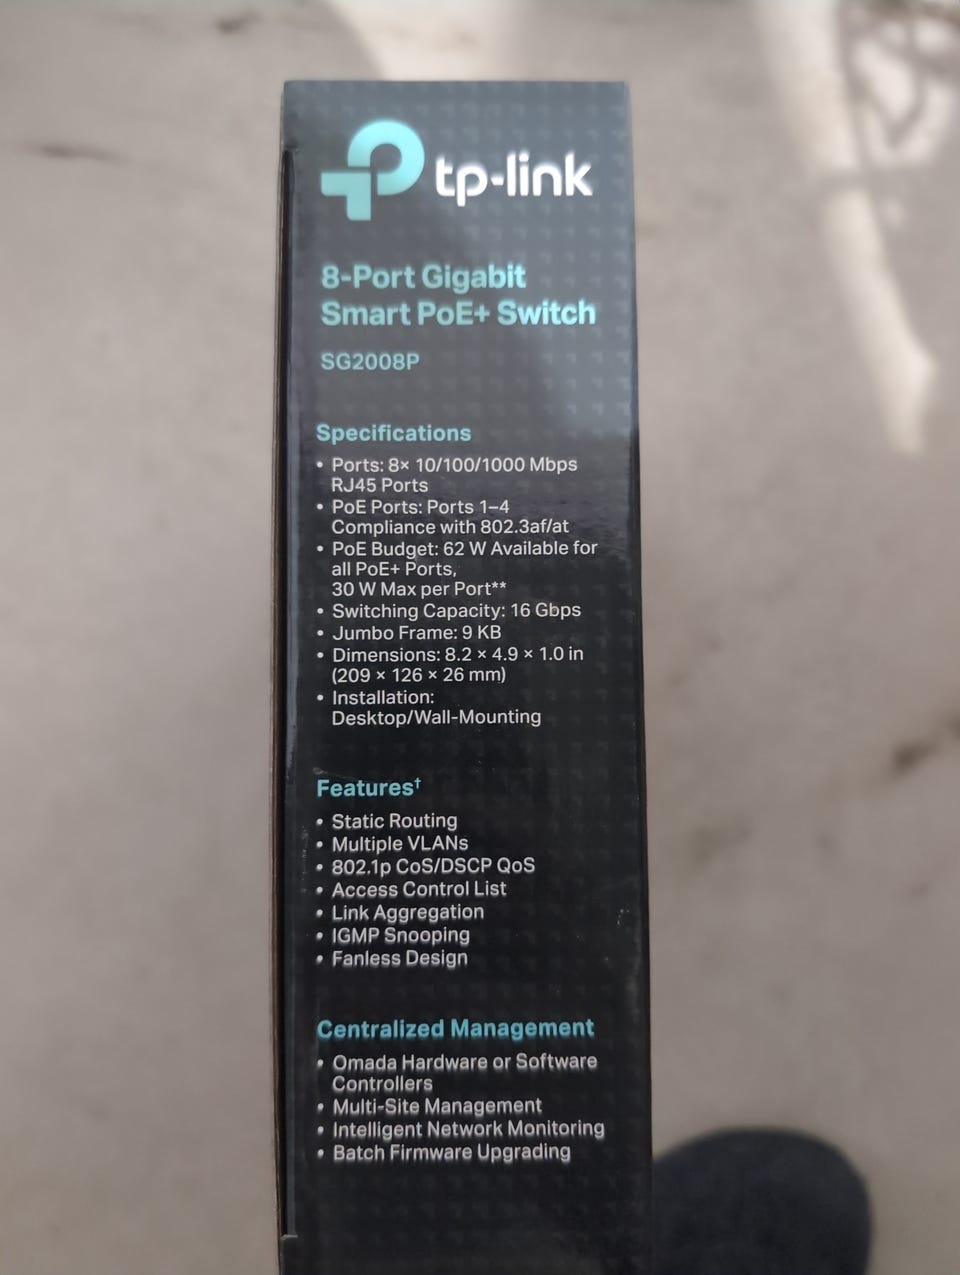 tp-link
8-Port Gigabit
Smart PoE+ Switch
SG2008P
Specifications
• Ports: 8× 10/100/1000 Mbps
RJ45 Ports
• PoE Ports: Ports 1–4
Compliance with 802.3af/at
• PoE Budget: 62 W Available for
all PoE+ Ports,
30 W Max per Port**
• Switching Capacity: 16 Gbps
• Jumbo Frame: 9 KB
• Dimensions: 8.2 × 4.9 × 1.0 in
(209 × 126 × 26 mm)
• Installation:
Desktop/Wall-Mounting
Features†
• Static Routing
• Multiple VLANs
• 802.1p CoS/DSCP QoS
• Access Control List
• Link Aggregation
• IGMP Snooping
• Fanless Design
Centralized Management
• Omada Hardware or Software
Controllers
• Multi-Site Management
• Intelligent Network Monitoring
• Batch Firmware Upgrading